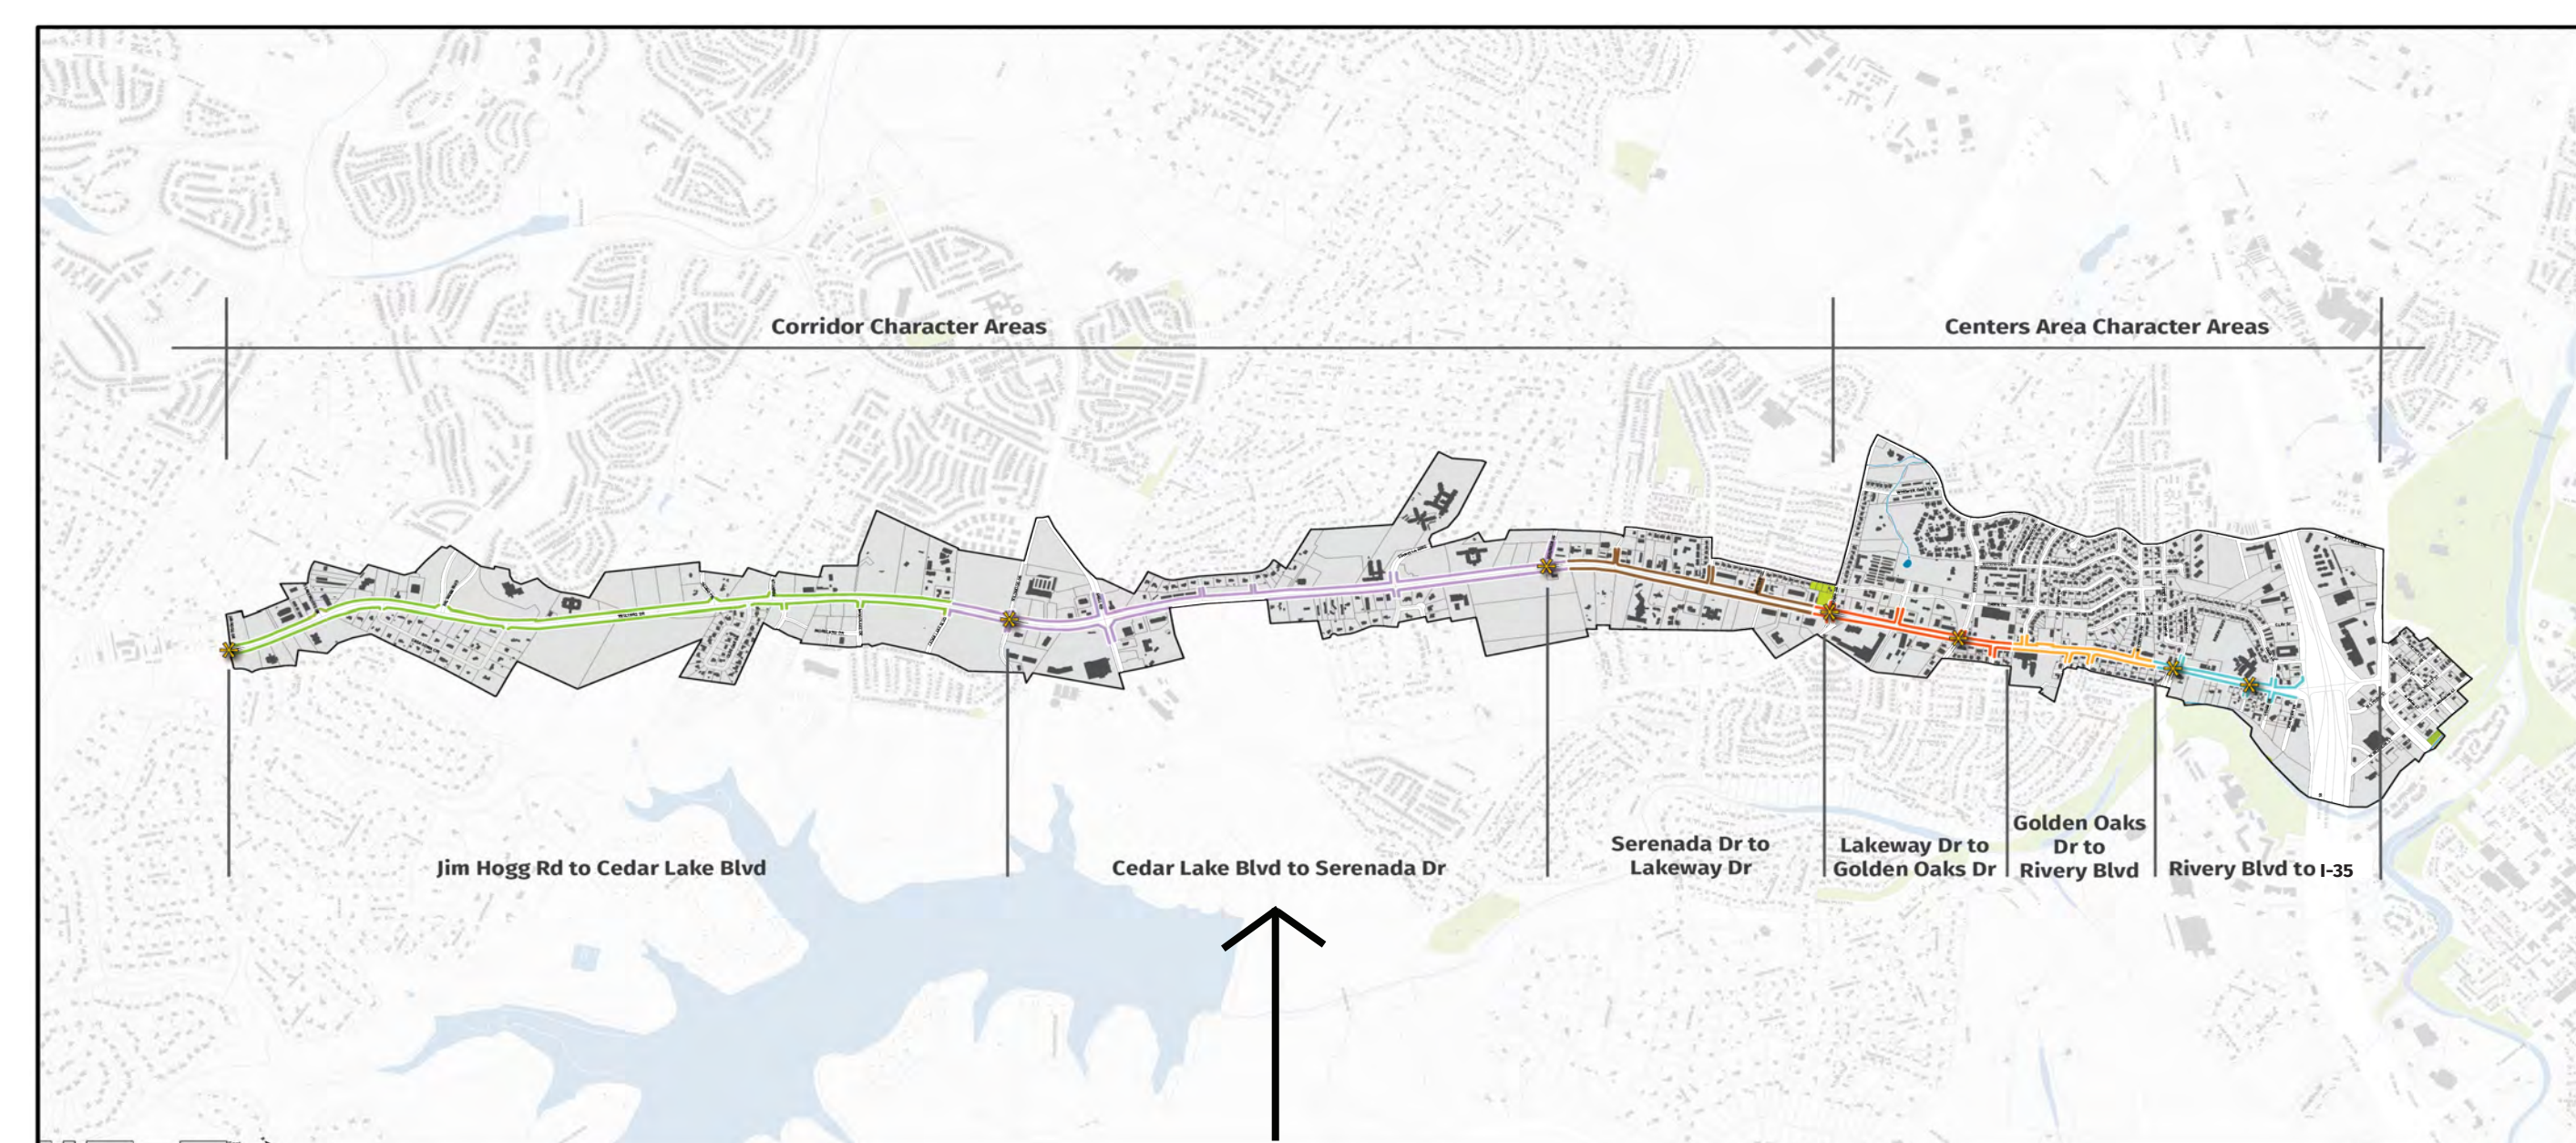 Corridor Character Areas
Centers Area Character Areas
Jim Hogg Rd to Cedar Lake Blvd
Cedar Lake Blvd to Serenada Dr
Serenada Dr to
Lakeway Dr
Lakeway Dr to
Golden Oaks Dr
Golden Oaks
Dr to
Rivery Blvd
Rivery Blvd to I-35